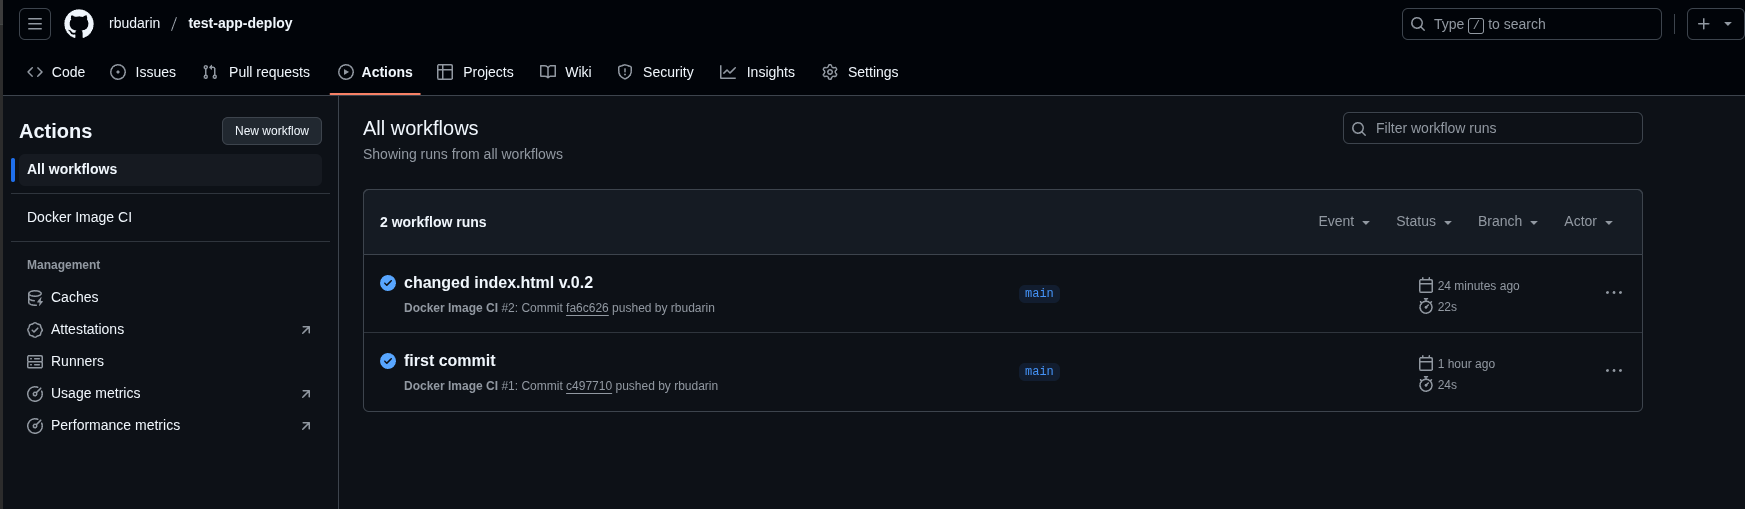 rbudarin / test-app-deploy
Type / to search
Code Issues Pull requests Actions Projects Wiki Security Insights Settings
Actions
New workflow
All workflows
Docker Image CI
Management
Caches
Attestations
Runners
Usage metrics
Performance metrics
All workflows
Showing runs from all workflows
Filter workflow runs
2 workflow runs
Event Status Branch Actor
changed index.html v.0.2
Docker Image CI #2: Commit fa6c626 pushed by rbudarin
main
24 minutes ago
22s
first commit
Docker Image CI #1: Commit c497710 pushed by rbudarin
main
1 hour ago
24s